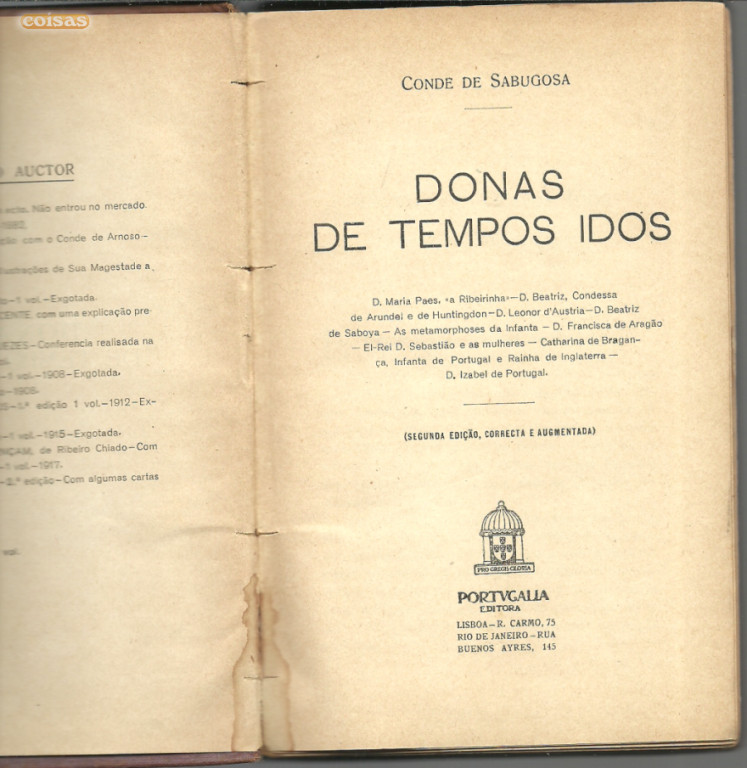 coisas
AUCTOR
Não entrou no mercado.
com o Conde de Arnoso—
de Sua Magestade a
1 vol.—Exgotada.
com uma explicação pre-
Conferencia realisada na
1 vol.—1908—Exgotada.
1908.
edição 1 vol.—1912—Ex-
1 vol.—1915—Exgotada.
de Ribeiro Chiado—Com
1 vol.—1917.
2.ª edição—Com algumas cartas
vol.
CONDE DE SABUGOSA
DONAS
DE TEMPOS IDOS
D. Maria Paes, «a Ribeirinha»—D. Beatriz, Condessa
de Arundel e de Huntingdon—D. Leonor d'Austria—D. Beatriz
de Saboya — As metamorphoses da Infanta — D. Francisca de Aragão
— El-Rei D. Sebastião e as mulheres — Catharina de Bragan-
ça, Infanta de Portugal e Rainha de Inglaterra —
D. Izabel de Portugal.
(SEGUNDA EDIÇÃO, CORRECTA E AUGMENTADA)
PRO GREGIS GLORIA
PORTVGALIA
EDITORA
LISBOA — R. CARMO, 75
RIO DE JANEIRO — RUA
BUENOS AYRES, 145